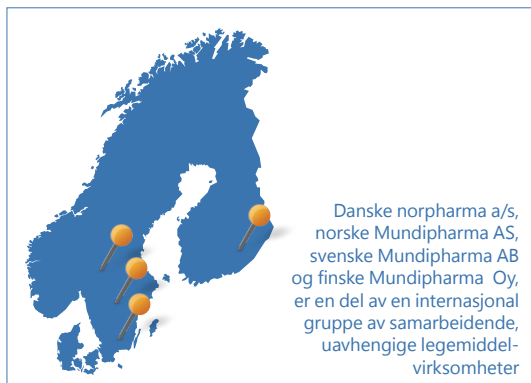 Danske norpharma a/s,
norske Mundipharma AS,
svenske Mundipharma AB
og finske Mundipharma Oy,
er en del av en internasjonal
gruppe av samarbeidende,
uavhengige legemiddel-
virksomheter